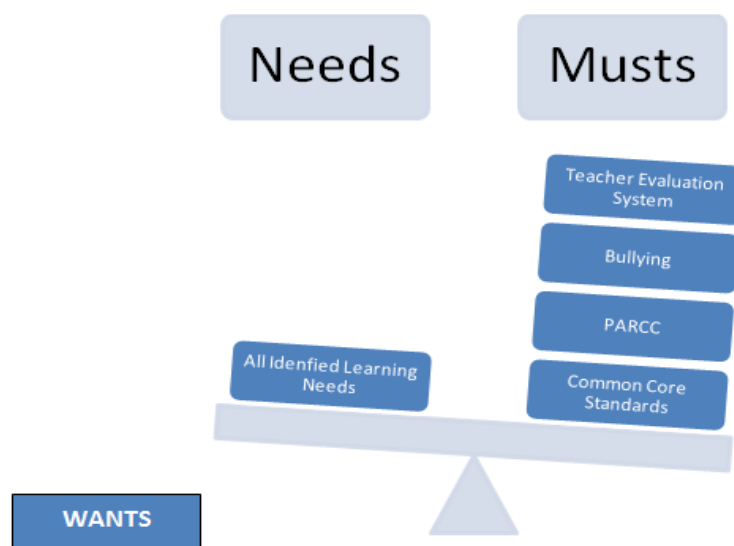 Needs
Musts
Teacher Evaluation
System
Bullying
PARCC
All Idenfied Learning
Needs
Common Core
Standards
WANTS